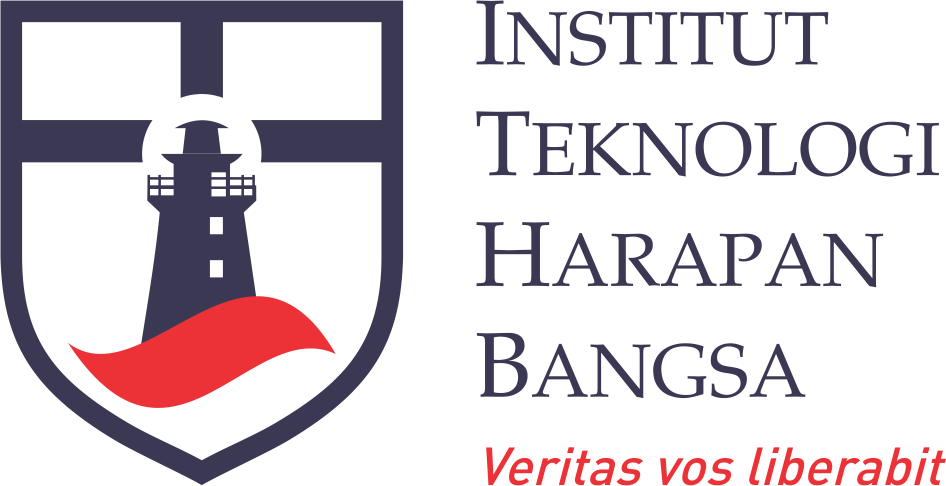 INSTITUT
TEKNOLOGI
HARAPAN
BANGSA
Veritas vos liberabit